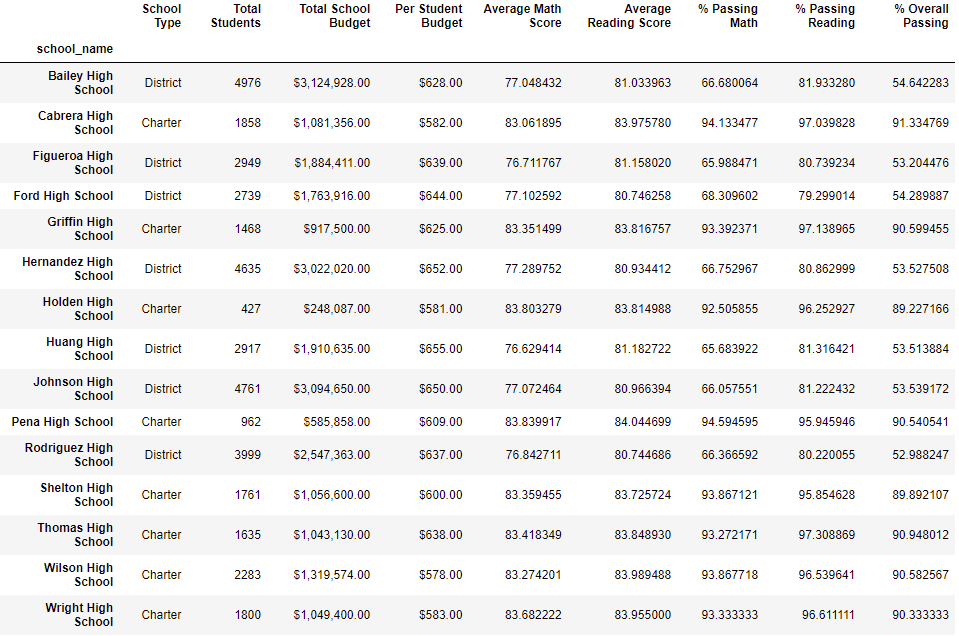 School Type Total Students Total School Budget Per Student Budget Average Math Score Average Reading Score % Passing Math % Passing Reading % Overall Passing
school_name
Bailey High School District 4976 $3,124,928.00 $628.00 77.048432 81.033963 66.680064 81.933280 54.642283
Cabrera High School Charter 1858 $1,081,356.00 $582.00 83.061895 83.975780 94.133477 97.039828 91.334769
Figueroa High School District 2949 $1,884,411.00 $639.00 76.711767 81.158020 65.988471 80.739234 53.204476
Ford High School District 2739 $1,763,916.00 $644.00 77.102592 80.746258 68.309602 79.299014 54.289887
Griffin High School Charter 1468 $917,500.00 $625.00 83.351499 83.816757 93.392371 97.138965 90.599455
Hernandez High School District 4635 $3,022,020.00 $652.00 77.289752 80.934412 66.752967 80.862999 53.527508
Holden High School Charter 427 $248,087.00 $581.00 83.803279 83.814988 92.505855 96.252927 89.227166
Huang High School District 2917 $1,910,635.00 $655.00 76.629414 81.182722 65.683922 81.316421 53.513884
Johnson High School District 4761 $3,094,650.00 $650.00 77.072464 80.966394 66.057551 81.222432 53.539172
Pena High School Charter 962 $585,858.00 $609.00 83.839917 84.044699 94.594595 95.945946 90.540541
Rodriguez High School District 3999 $2,547,363.00 $637.00 76.842711 80.744686 66.366592 80.220055 52.988247
Shelton High School Charter 1761 $1,056,600.00 $600.00 83.359455 83.725724 93.867121 95.854628 89.892107
Thomas High School Charter 1635 $1,043,130.00 $638.00 83.418349 83.848930 93.272171 97.308869 90.948012
Wilson High School Charter 2283 $1,319,574.00 $578.00 83.274201 83.989488 93.867718 96.539641 90.582567
Wright High School Charter 1800 $1,049,400.00 $583.00 83.682222 83.955000 93.333333 96.611111 90.333333